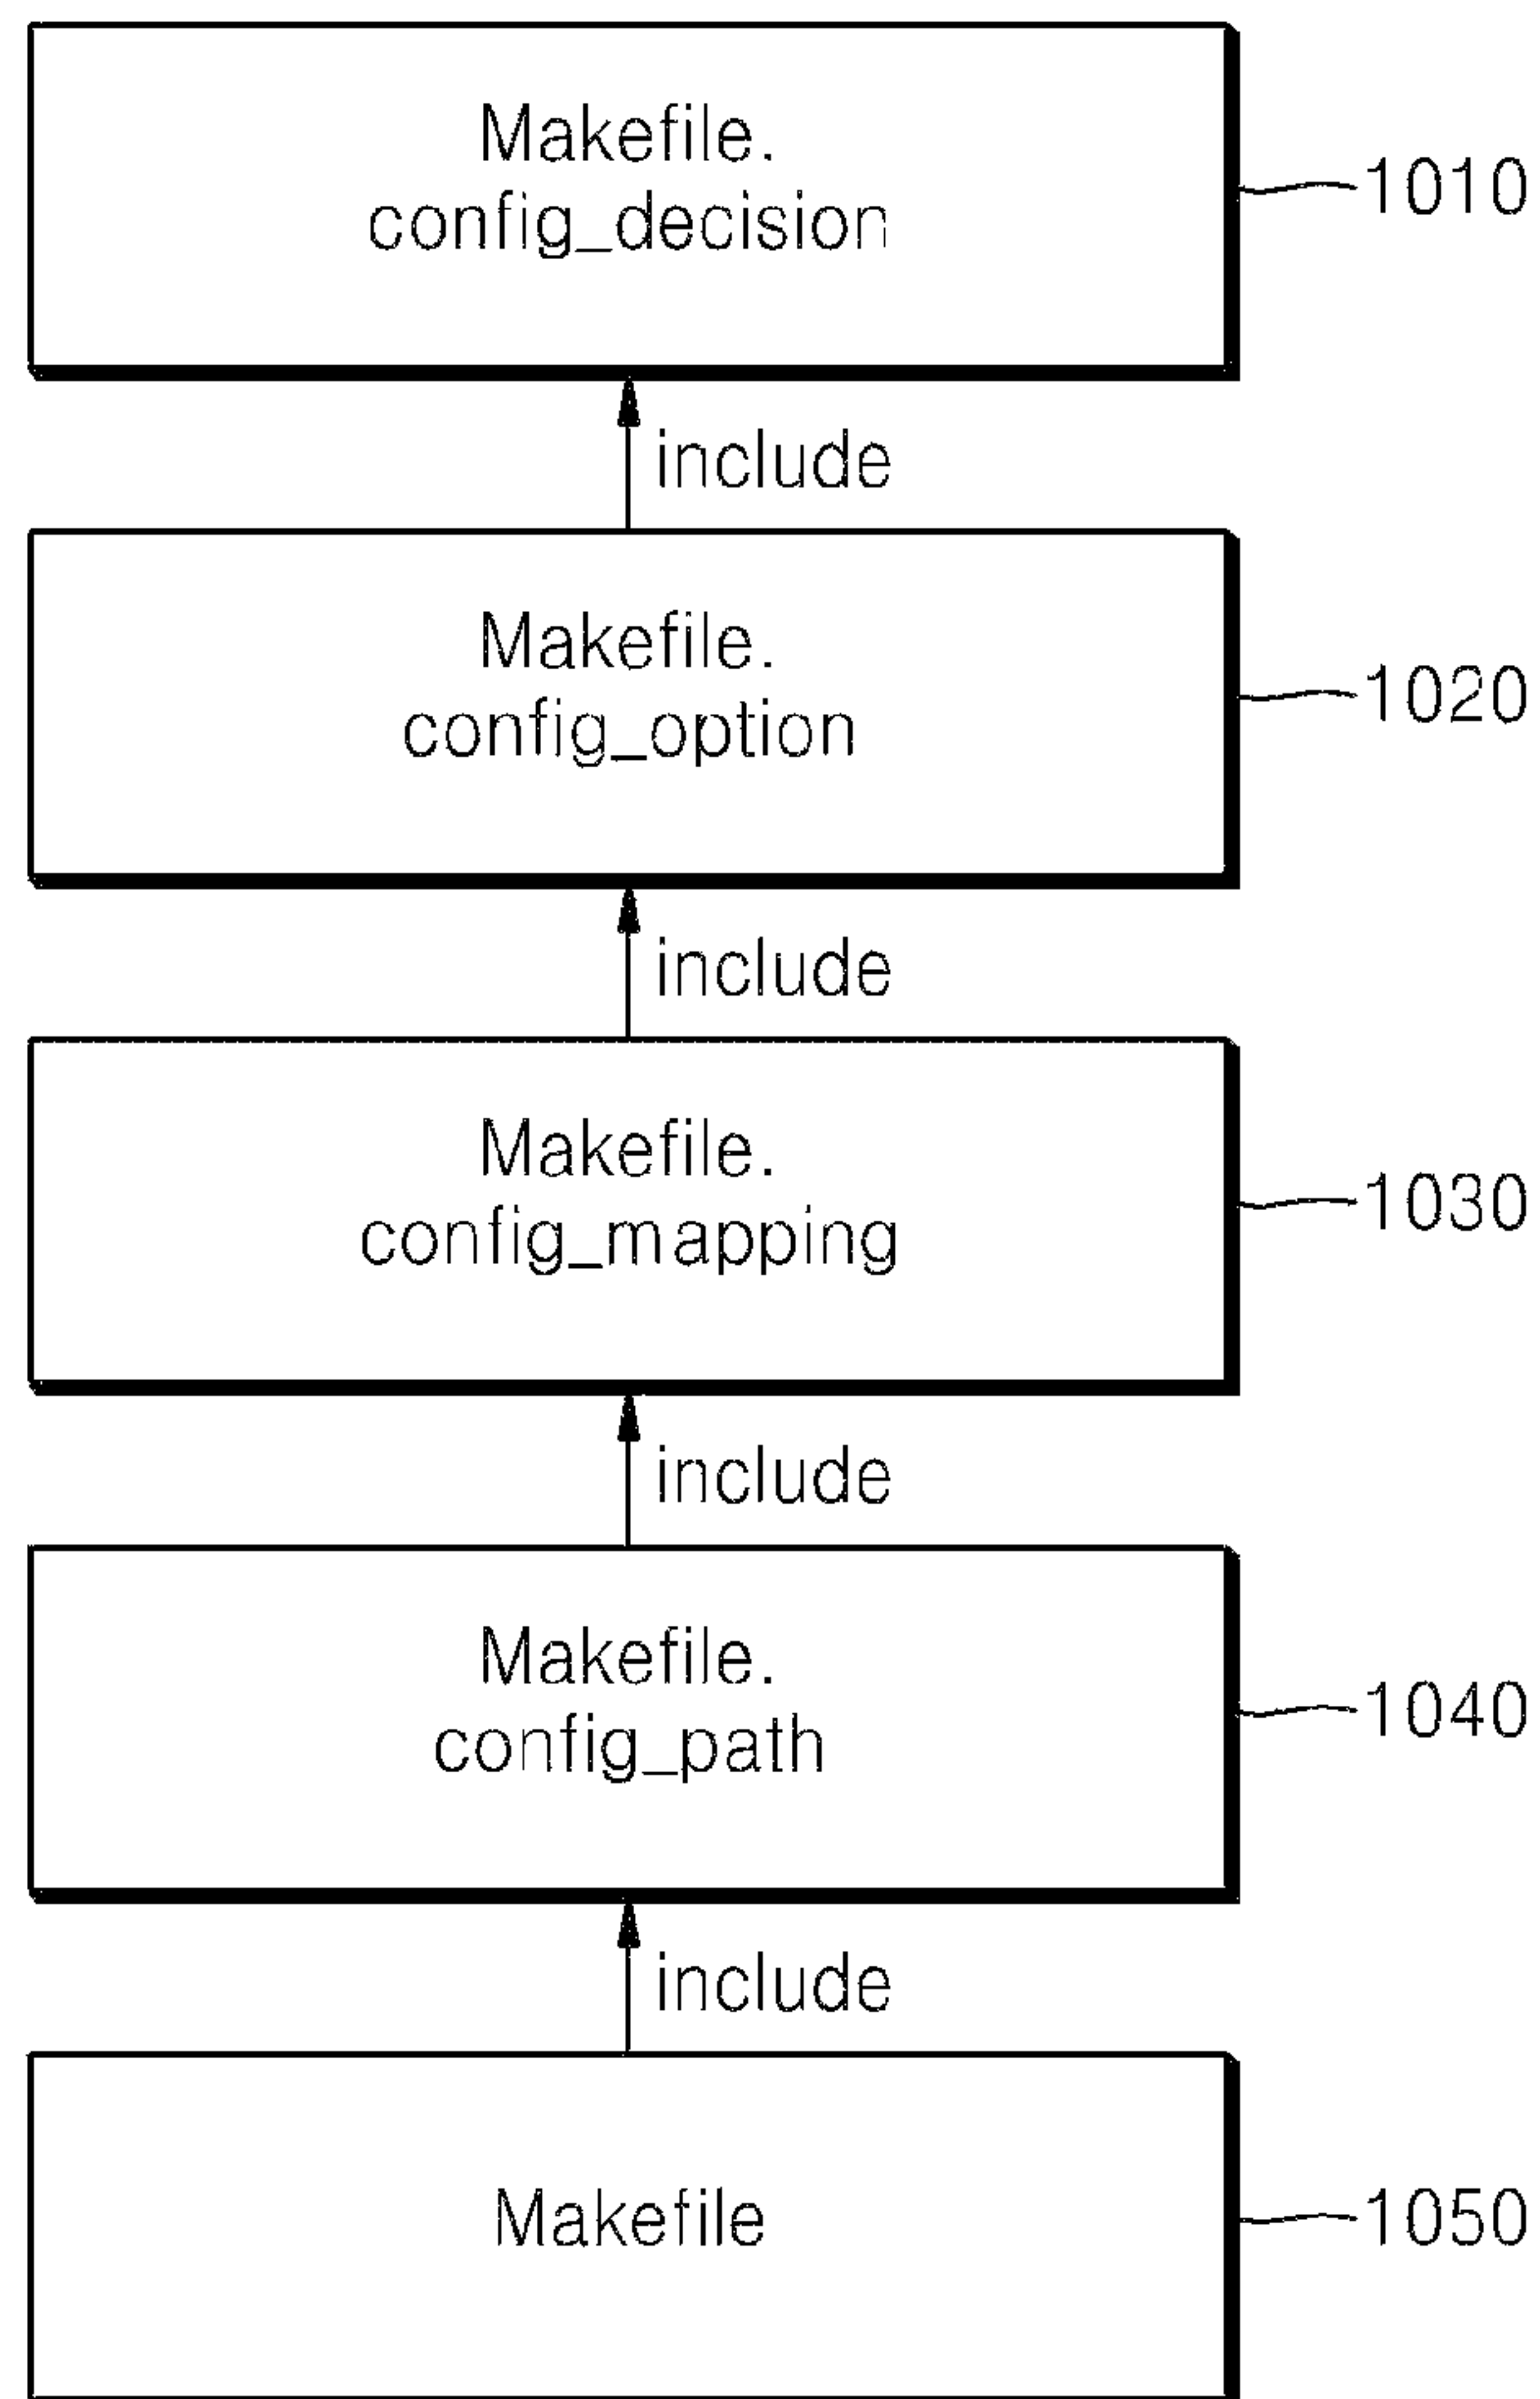 Makefile.
config_decision
1010
include
Makefile.
config_option
1020
include
Makefile.
config_mapping
1030
include
Makefile.
config_path
1040
include
Makefile
1050